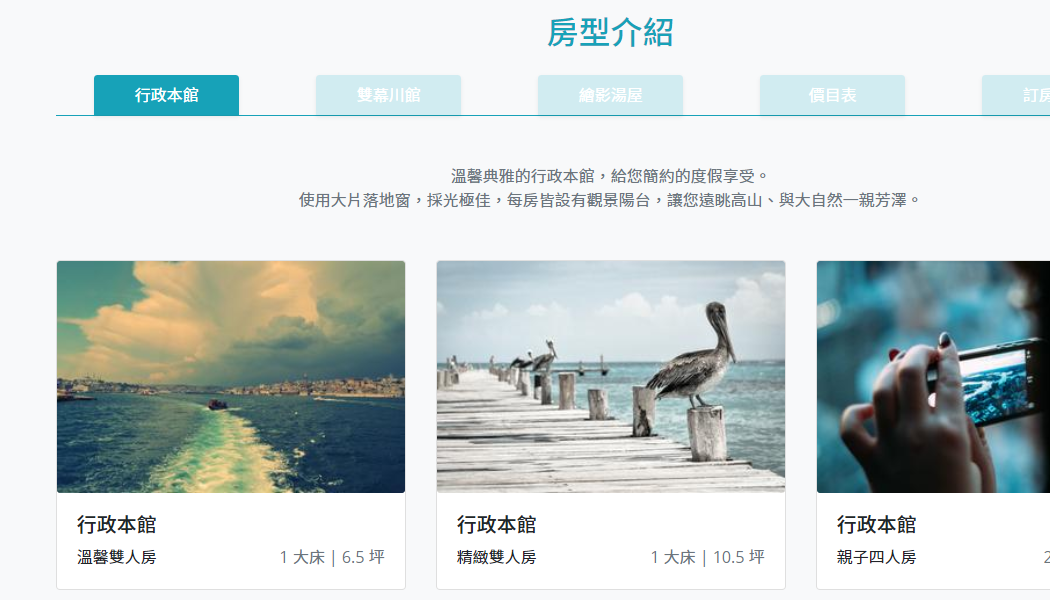 房型介紹
行政本館
雙幕川館
繪影湯屋
價目表
訂房
溫馨典雅的行政本館，給您簡約的度假享受。
使用大片落地窗，採光極佳，每房皆設有觀景陽台，讓您遠眺高山、與大自然一親芳澤。
行政本館
溫馨雙人房 1 大床 | 6.5 坪
行政本館
精緻雙人房 1 大床 | 10.5 坪
行政本館
親子四人房 2